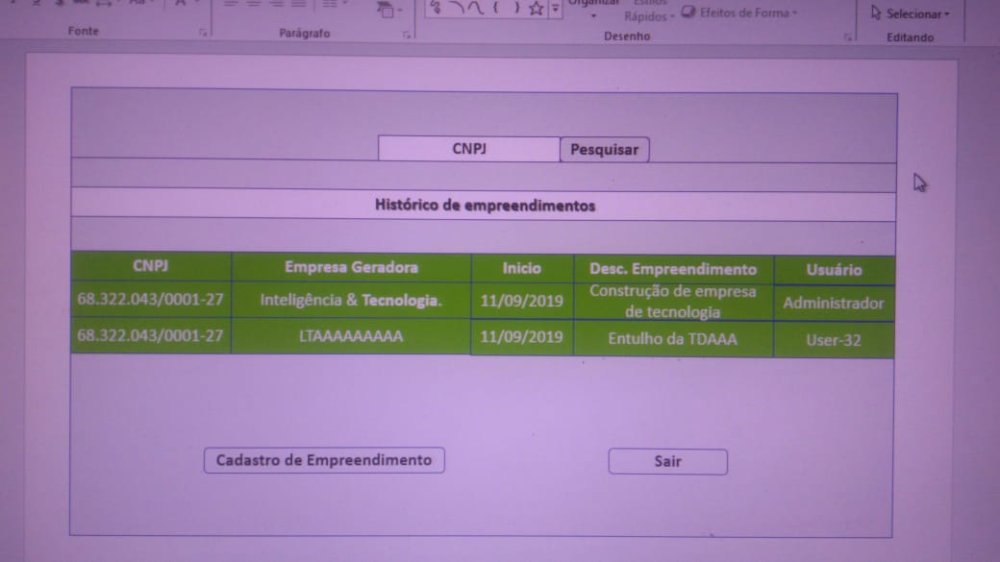 Organizar Estilos
Rápidos Efeitos de Forma Selecionar
Fonte Parágrafo Desenho Editando
CNPJ Pesquisar
Histórico de empreendimentos
CNPJ Empresa Geradora Inicio Desc. Empreendimento Usuário
68.322.043/0001-27 Inteligência & Tecnologia. 11/09/2019 Construção de empresa de tecnologia Administrador
68.322.043/0001-27 LTAAAAAAAAA 11/09/2019 Entulho da TDAAA User-32
Cadastro de Empreendimento Sair